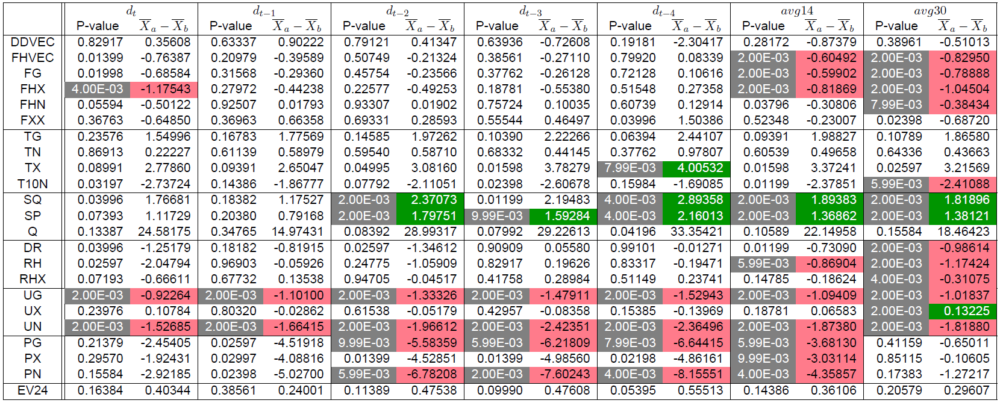 d_t d_{t-1} d_{t-2} d_{t-3} d_{t-4} avg14 avg30
P-value X̄_a − X̄_b P-value X̄_a − X̄_b P-value X̄_a − X̄_b P-value X̄_a − X̄_b P-value X̄_a − X̄_b P-value X̄_a − X̄_b P-value X̄_a − X̄_b
DDVEC 0.82917 0.35608 0.63337 0.90222 0.79121 0.41347 0.63936 -0.72608 0.19181 -2.30417 0.28172 -0.87379 0.38961 -0.51013
FHVEC 0.01399 -0.76387 0.20979 -0.39589 0.50749 -0.21324 0.38561 -0.27110 0.79920 0.08339 2.00E-03 -0.60492 2.00E-03 -0.82950
FG 0.01998 -0.68584 0.31568 -0.29360 0.45754 -0.23566 0.37762 -0.26128 0.72128 0.10616 2.00E-03 -0.59902 2.00E-03 -0.78888
FHX 4.00E-03 -1.17543 0.27972 -0.44238 0.22577 -0.49253 0.18781 -0.55380 0.51548 0.27358 2.00E-03 -0.81869 2.00E-03 -1.04504
FHN 0.05594 -0.50122 0.92507 0.01793 0.93307 0.01902 0.75724 0.10035 0.60739 0.12914 0.03796 -0.30806 7.99E-03 -0.38434
FXX 0.36763 -0.64850 0.36963 0.66358 0.69331 0.28593 0.55544 0.46497 0.03996 1.50386 0.52348 -0.23007 0.02398 -0.68720
TG 0.23576 1.54996 0.16783 1.77569 0.14585 1.97262 0.10390 2.22266 0.06394 2.44107 0.09391 1.98827 0.10789 1.86580
TN 0.86913 0.22227 0.61139 0.58979 0.59540 0.58710 0.68332 0.44145 0.37762 0.97807 0.60539 0.49658 0.64336 0.43663
TX 0.08991 2.77860 0.09391 2.65047 0.04995 3.08160 0.01598 3.78279 7.99E-03 4.00532 0.01598 3.37241 0.02597 3.21569
T10N 0.03197 -2.73724 0.14386 -1.86777 0.07792 -2.11051 0.02398 -2.60678 0.15984 -1.69085 0.01199 -2.37851 5.99E-03 -2.41088
SQ 0.03996 1.76681 0.18382 1.17527 2.00E-03 2.37073 0.01199 2.19483 4.00E-03 2.89358 2.00E-03 1.89383 2.00E-03 1.81896
SP 0.07393 1.11729 0.20380 0.79168 2.00E-03 1.79751 9.99E-03 1.59284 4.00E-03 2.16013 2.00E-03 1.36862 2.00E-03 1.38121
Q 0.13387 24.58175 0.34765 14.97431 0.08392 28.99317 0.07992 29.22613 0.04196 33.35421 0.10589 22.14958 0.15584 18.46423
DR 0.03996 -1.25179 0.18182 -0.81915 0.02597 -1.34612 0.90909 0.05580 0.99101 -0.01271 0.01199 -0.73090 2.00E-03 -0.98614
RH 0.02597 -2.04794 0.96903 -0.05926 0.24775 -1.05909 0.82917 0.19626 0.83317 -0.19471 5.99E-03 -0.86904 2.00E-03 -1.17424
RHX 0.07193 -0.66611 0.67732 0.13538 0.94705 -0.04517 0.41758 0.28984 0.51149 0.23741 0.14785 -0.18624 4.00E-03 -0.31075
UG 2.00E-03 -0.92264 2.00E-03 -1.10100 2.00E-03 -1.33326 2.00E-03 -1.47911 2.00E-03 -1.52943 2.00E-03 -1.09409 2.00E-03 -1.01837
UX 0.23976 0.10784 0.80320 -0.02862 0.61538 -0.05179 0.42957 -0.08358 0.15385 -0.13969 0.18781 0.06583 2.00E-03 0.13225
UN 2.00E-03 -1.52685 2.00E-03 -1.66415 2.00E-03 -1.96612 2.00E-03 -2.42351 2.00E-03 -2.36496 2.00E-03 -1.87380 2.00E-03 -1.81880
PG 0.21379 -2.45405 0.02597 -4.51918 9.99E-03 -5.58359 5.99E-03 -6.21809 7.99E-03 -6.64415 5.99E-03 -3.68130 0.41159 -0.65011
PX 0.29570 -1.92431 0.02997 -4.08816 0.01399 -4.52851 0.01399 -4.98560 0.02198 -4.86161 9.99E-03 -3.03114 0.85115 -0.10605
PN 0.15584 -2.92185 0.02398 -5.02700 5.99E-03 -6.78208 2.00E-03 -7.60243 4.00E-03 -8.15551 4.00E-03 -4.35857 0.17383 -1.27217
EV24 0.16384 0.40344 0.38561 0.24001 0.11389 0.47538 0.09990 0.47608 0.05395 0.55513 0.14386 0.36106 0.20579 0.29607